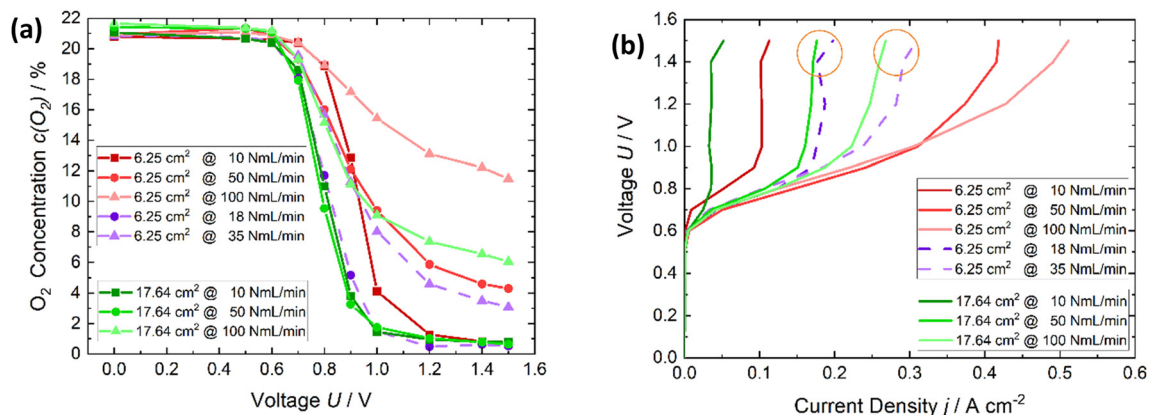 (a)
22
20
18
16
14
12
10
8
6
4
2
0
O₂ Concentration c(O₂) / %
6.25 cm² @ 10 NmL/min
6.25 cm² @ 50 NmL/min
6.25 cm² @ 100 NmL/min
6.25 cm² @ 18 NmL/min
6.25 cm² @ 35 NmL/min
17.64 cm² @ 10 NmL/min
17.64 cm² @ 50 NmL/min
17.64 cm² @ 100 NmL/min
0.0 0.2 0.4 0.6 0.8 1.0 1.2 1.4 1.6
Voltage U / V
(b)
1.6
1.4
1.2
1.0
0.8
0.6
0.4
0.2
0.0
Voltage U / V
6.25 cm² @ 10 NmL/min
6.25 cm² @ 50 NmL/min
6.25 cm² @ 100 NmL/min
6.25 cm² @ 18 NmL/min
6.25 cm² @ 35 NmL/min
17.64 cm² @ 10 NmL/min
17.64 cm² @ 50 NmL/min
17.64 cm² @ 100 NmL/min
0.0 0.1 0.2 0.3 0.4 0.5 0.6
Current Density j / A cm⁻²